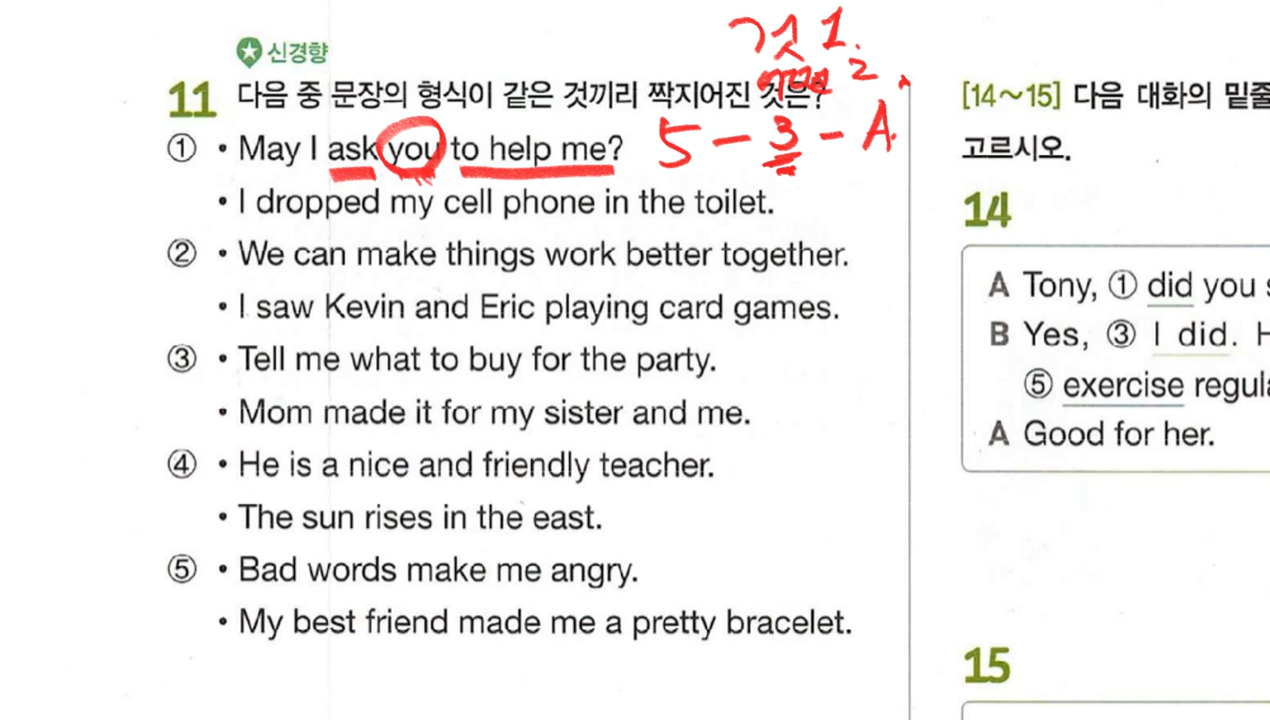 신경향
11 다음 중 문장의 형식이 같은 것끼리 짝지어진 것은?
것 1.
2
5 - 3 - A.
① • May I ask you to help me?
• I dropped my cell phone in the toilet.
② • We can make things work better together.
• I saw Kevin and Eric playing card games.
③ • Tell me what to buy for the party.
• Mom made it for my sister and me.
④ • He is a nice and friendly teacher.
• The sun rises in the east.
⑤ • Bad words make me angry.
• My best friend made me a pretty bracelet.
[14~15] 다음 대화의 밑줄
고르시오.
14
A Tony, ① did you s
B Yes, ③ I did. H
⑤ exercise regula
A Good for her.
15